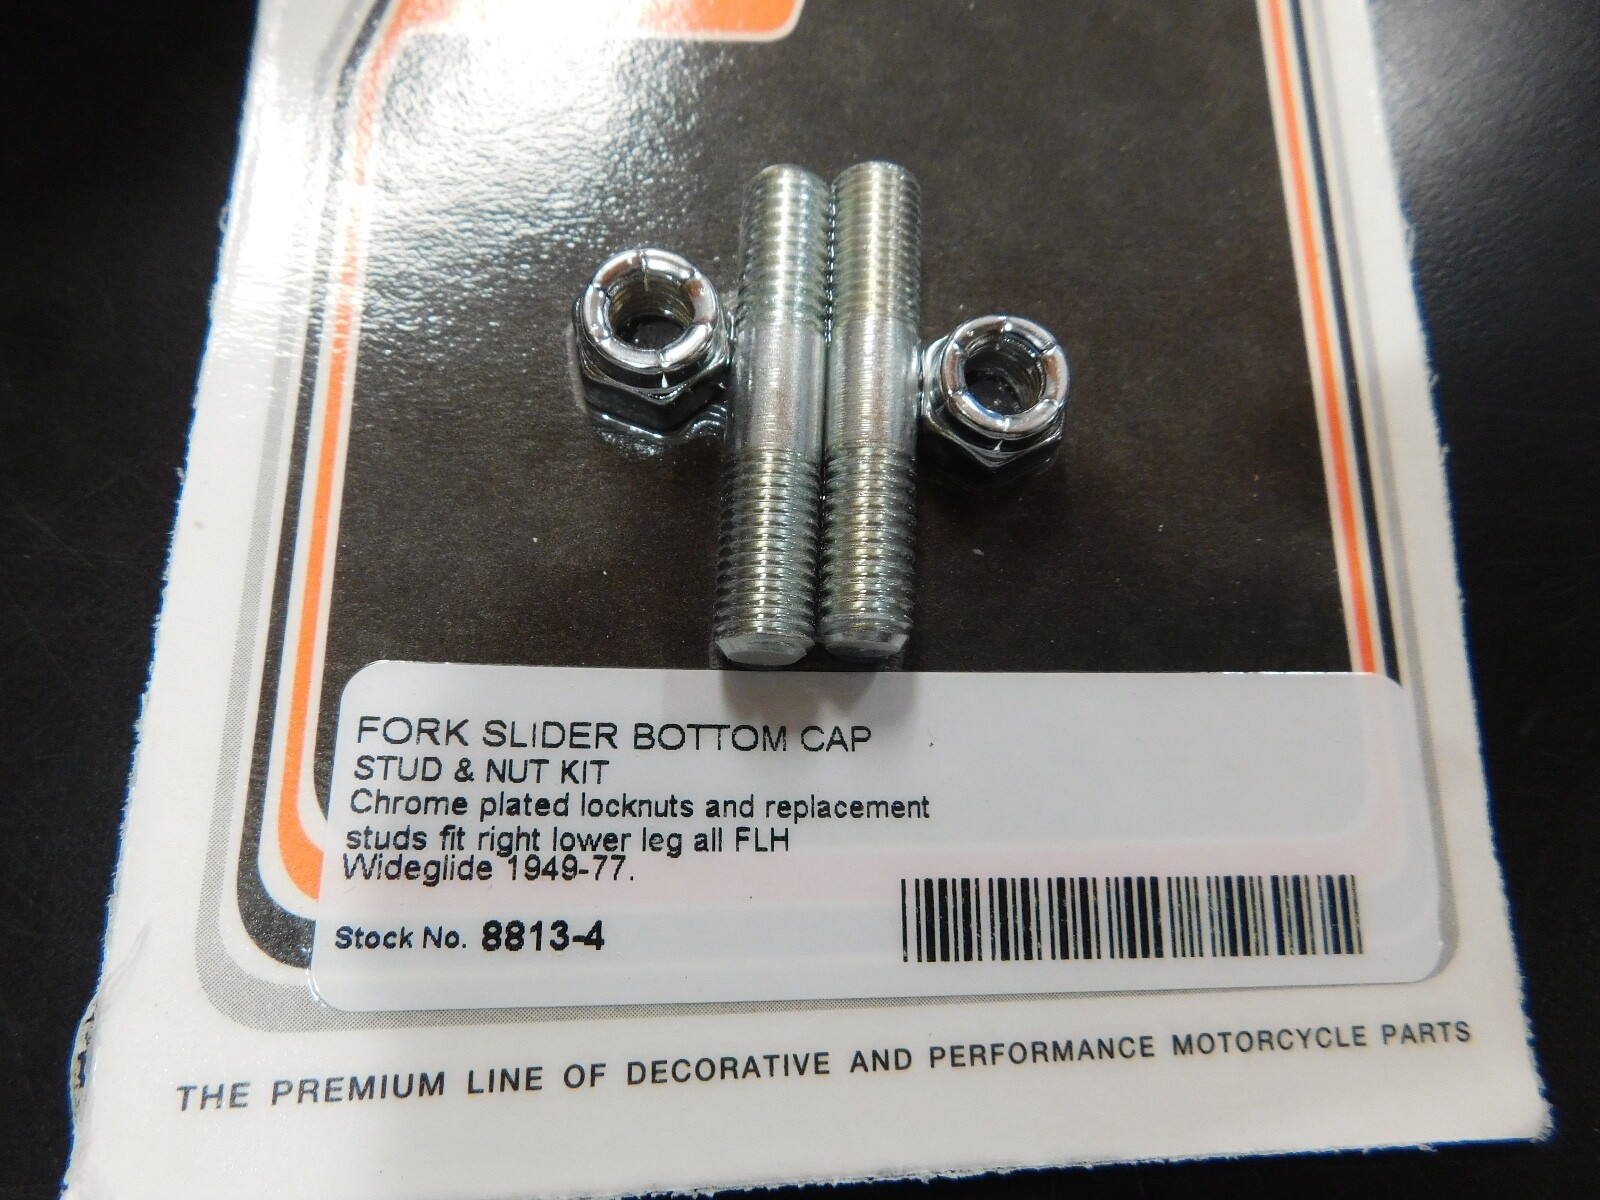 FORK SLIDER BOTTOM CAP
STUD & NUT KIT
Chrome plated locknuts and replacement
studs fit right lower leg all FLH
Wideglide 1949-77.
Stock No. 8813-4
THE PREMIUM LINE OF DECORATIVE AND PERFORMANCE MOTORCYCLE PARTS